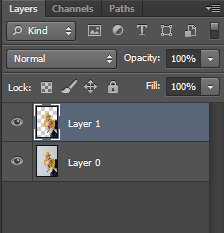 Layers Channels Paths
Kind
Normal Opacity: 100%
Lock: Fill: 100%
Layer 1
Layer 0